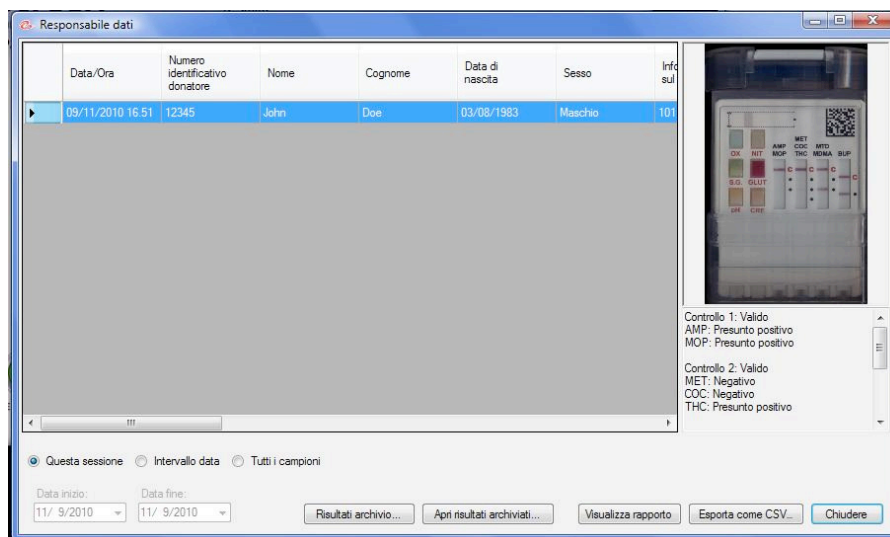 Responsabile dati
Data/Ora
Numero
identificativo
donatore
Nome
Cognome
Data di
nascita
Sesso
Info
sul
09/11/2010 16.51 12345 John Doe 03/08/1983 Maschio 101
OX NIT
S.G. GLUT
pH CRE
AMP
MOP
MET
COC
THC
MTD
MDMA
BUP
C C C C
Controllo 1: Valido
AMP: Presunto positivo
MOP: Presunto positivo
Controllo 2: Valido
MET: Negativo
COC: Negativo
THC: Presunto positivo
Questa sessione Intervallo data Tutti i campioni
Data inizio: Data fine:
11/ 9/2010 11/ 9/2010
Risultati archivio... Apri risultati archiviati... Visualizza rapporto Esporta come CSV... Chiudere